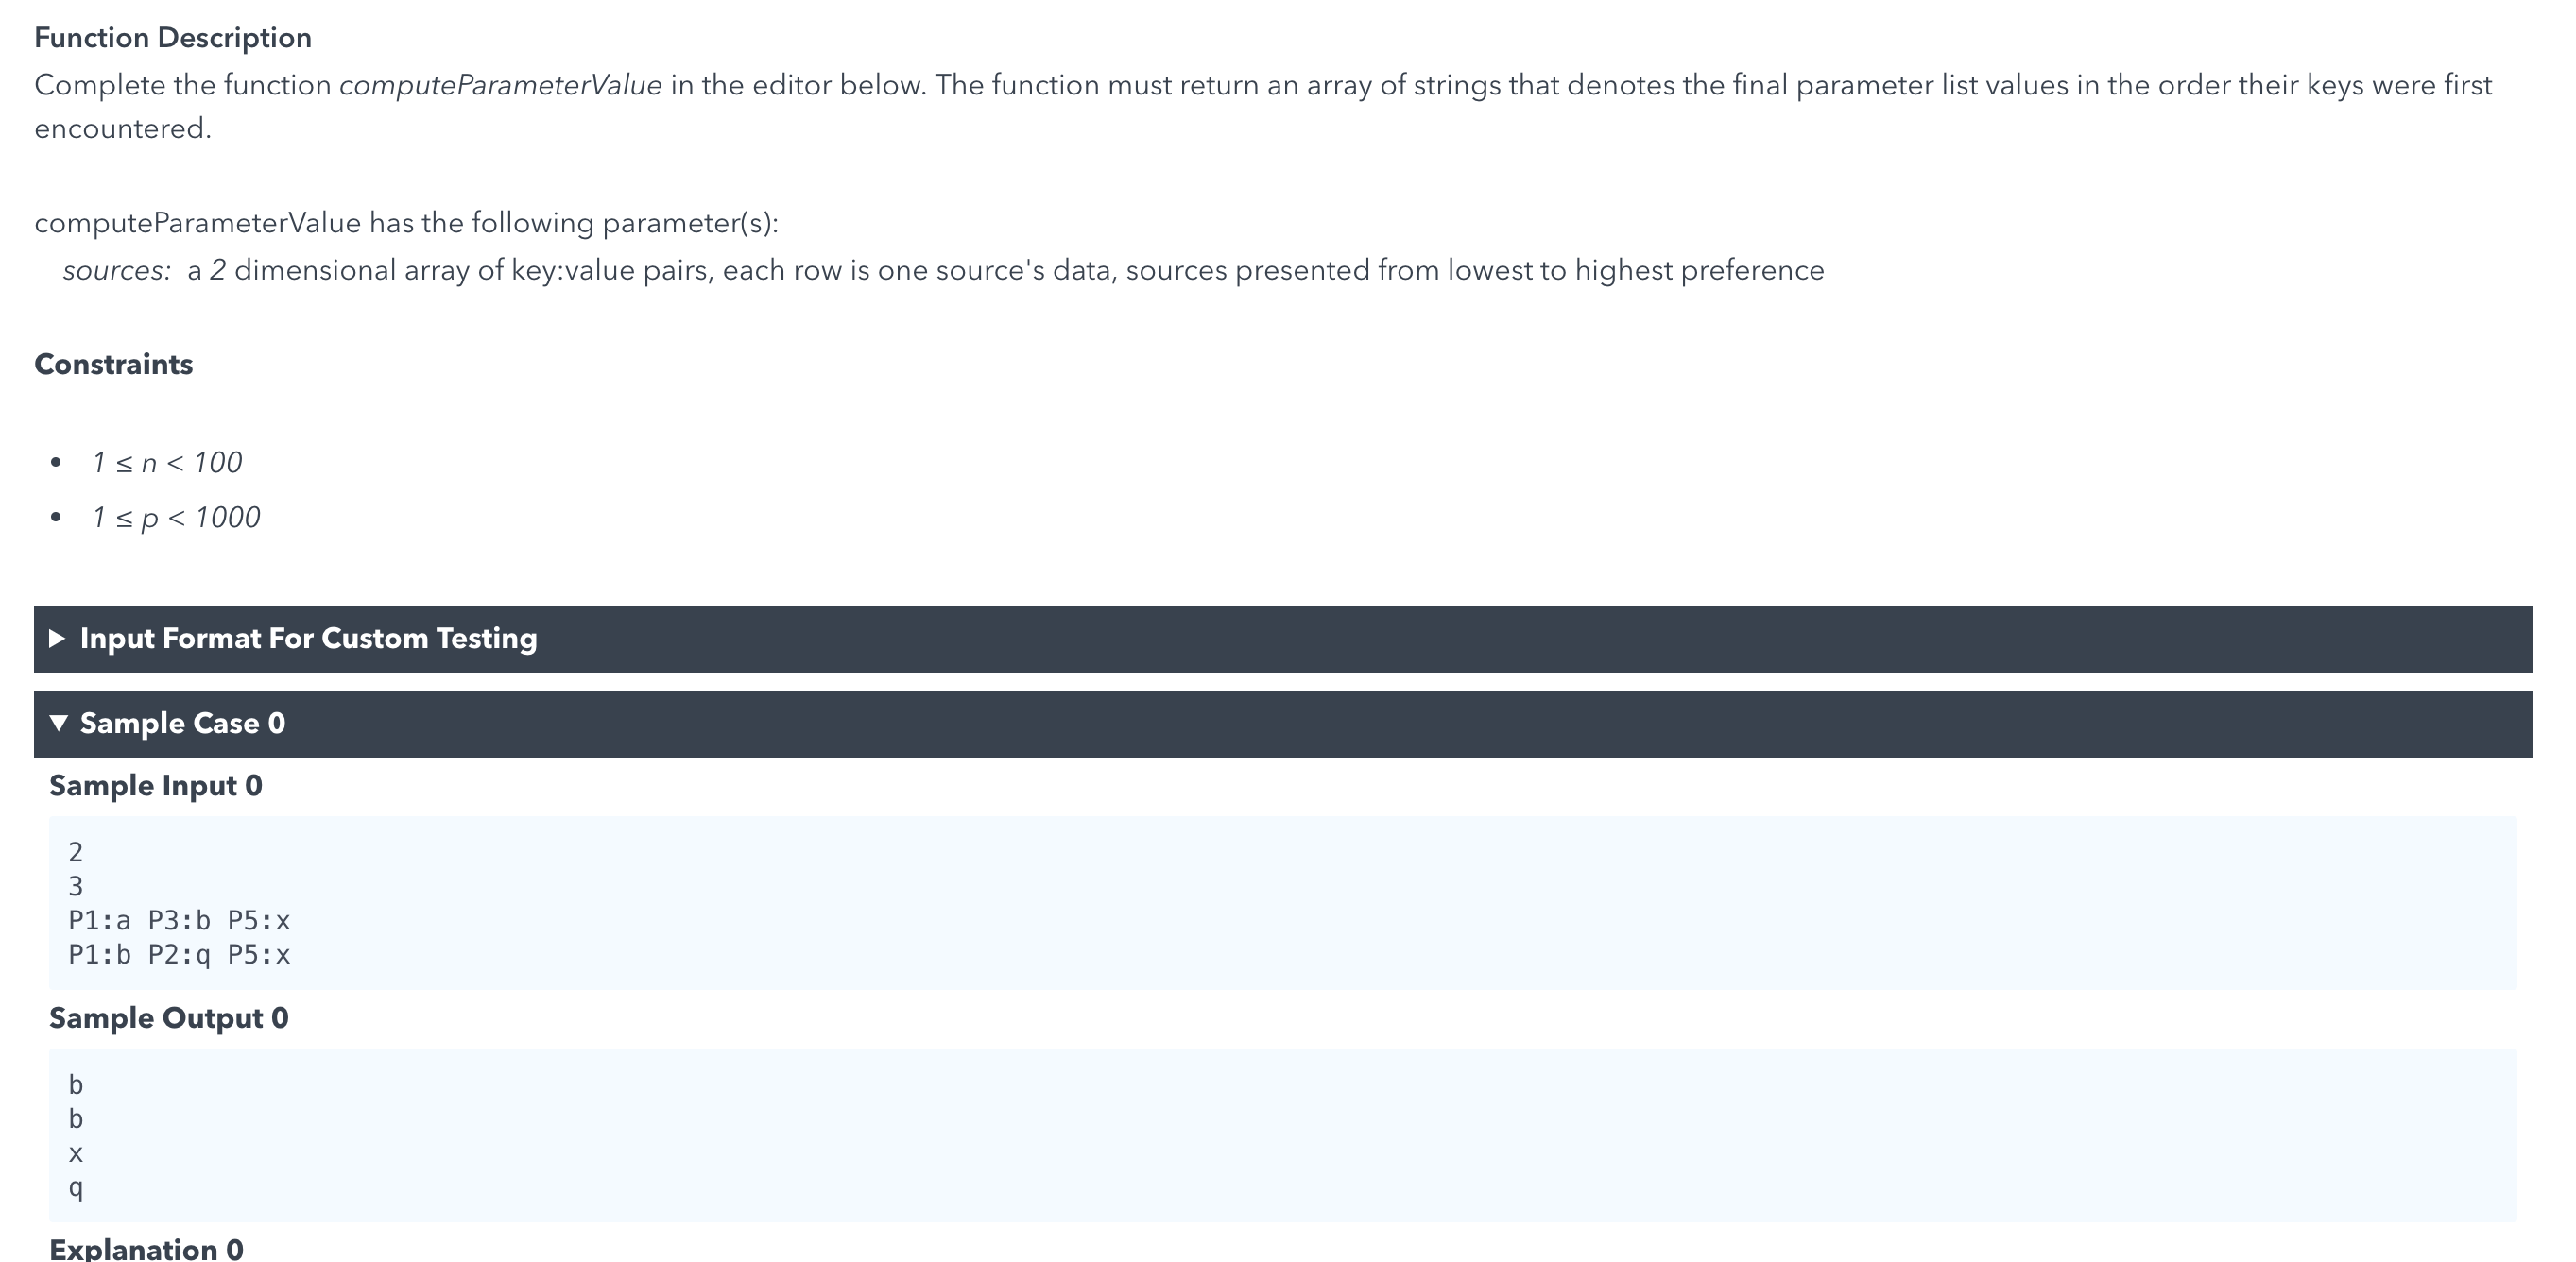 Function Description
Complete the function computeParameterValue in the editor below. The function must return an array of strings that denotes the final parameter list values in the order their keys were first
encountered.
computeParameterValue has the following parameter(s):
sources:  a 2 dimensional array of key:value pairs, each row is one source's data, sources presented from lowest to highest preference
Constraints
• 1 ≤ n < 100
• 1 ≤ p < 1000
▶ Input Format For Custom Testing
▼ Sample Case 0
Sample Input 0
2
3
P1:a P3:b P5:x
P1:b P2:q P5:x
Sample Output 0
b
b
x
q
Explanation 0